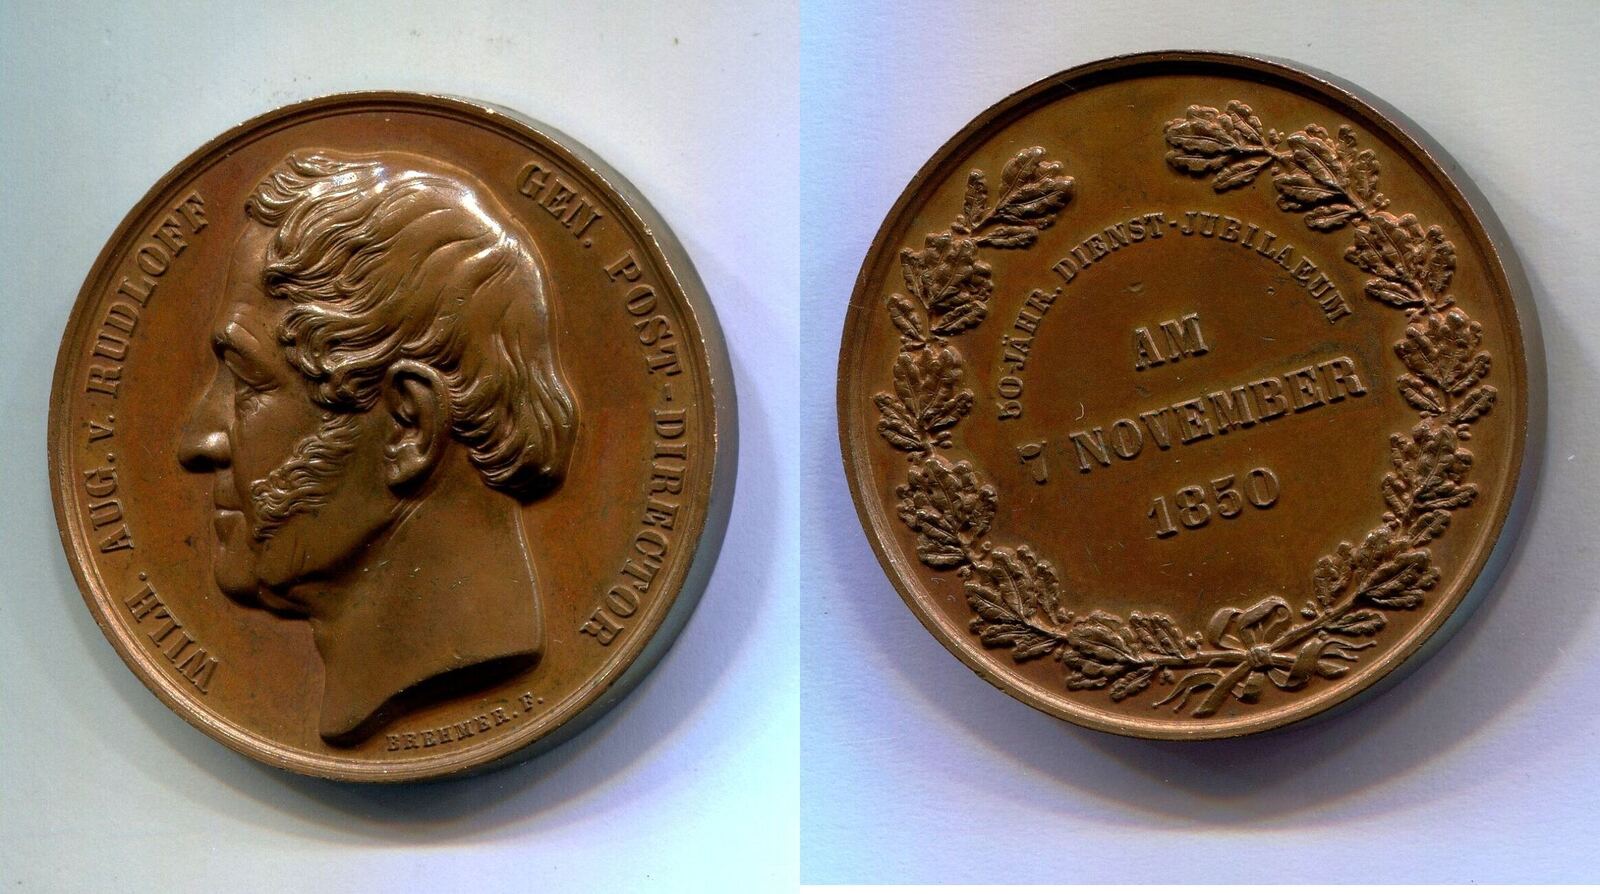 WILH. AUG. V. RUDLOFF GEN. POST-DIRECTOR
BREHMER. F.
50 JÄHR. DIENST-JUBILAEUM
AM
7 NOVEMBER
1850